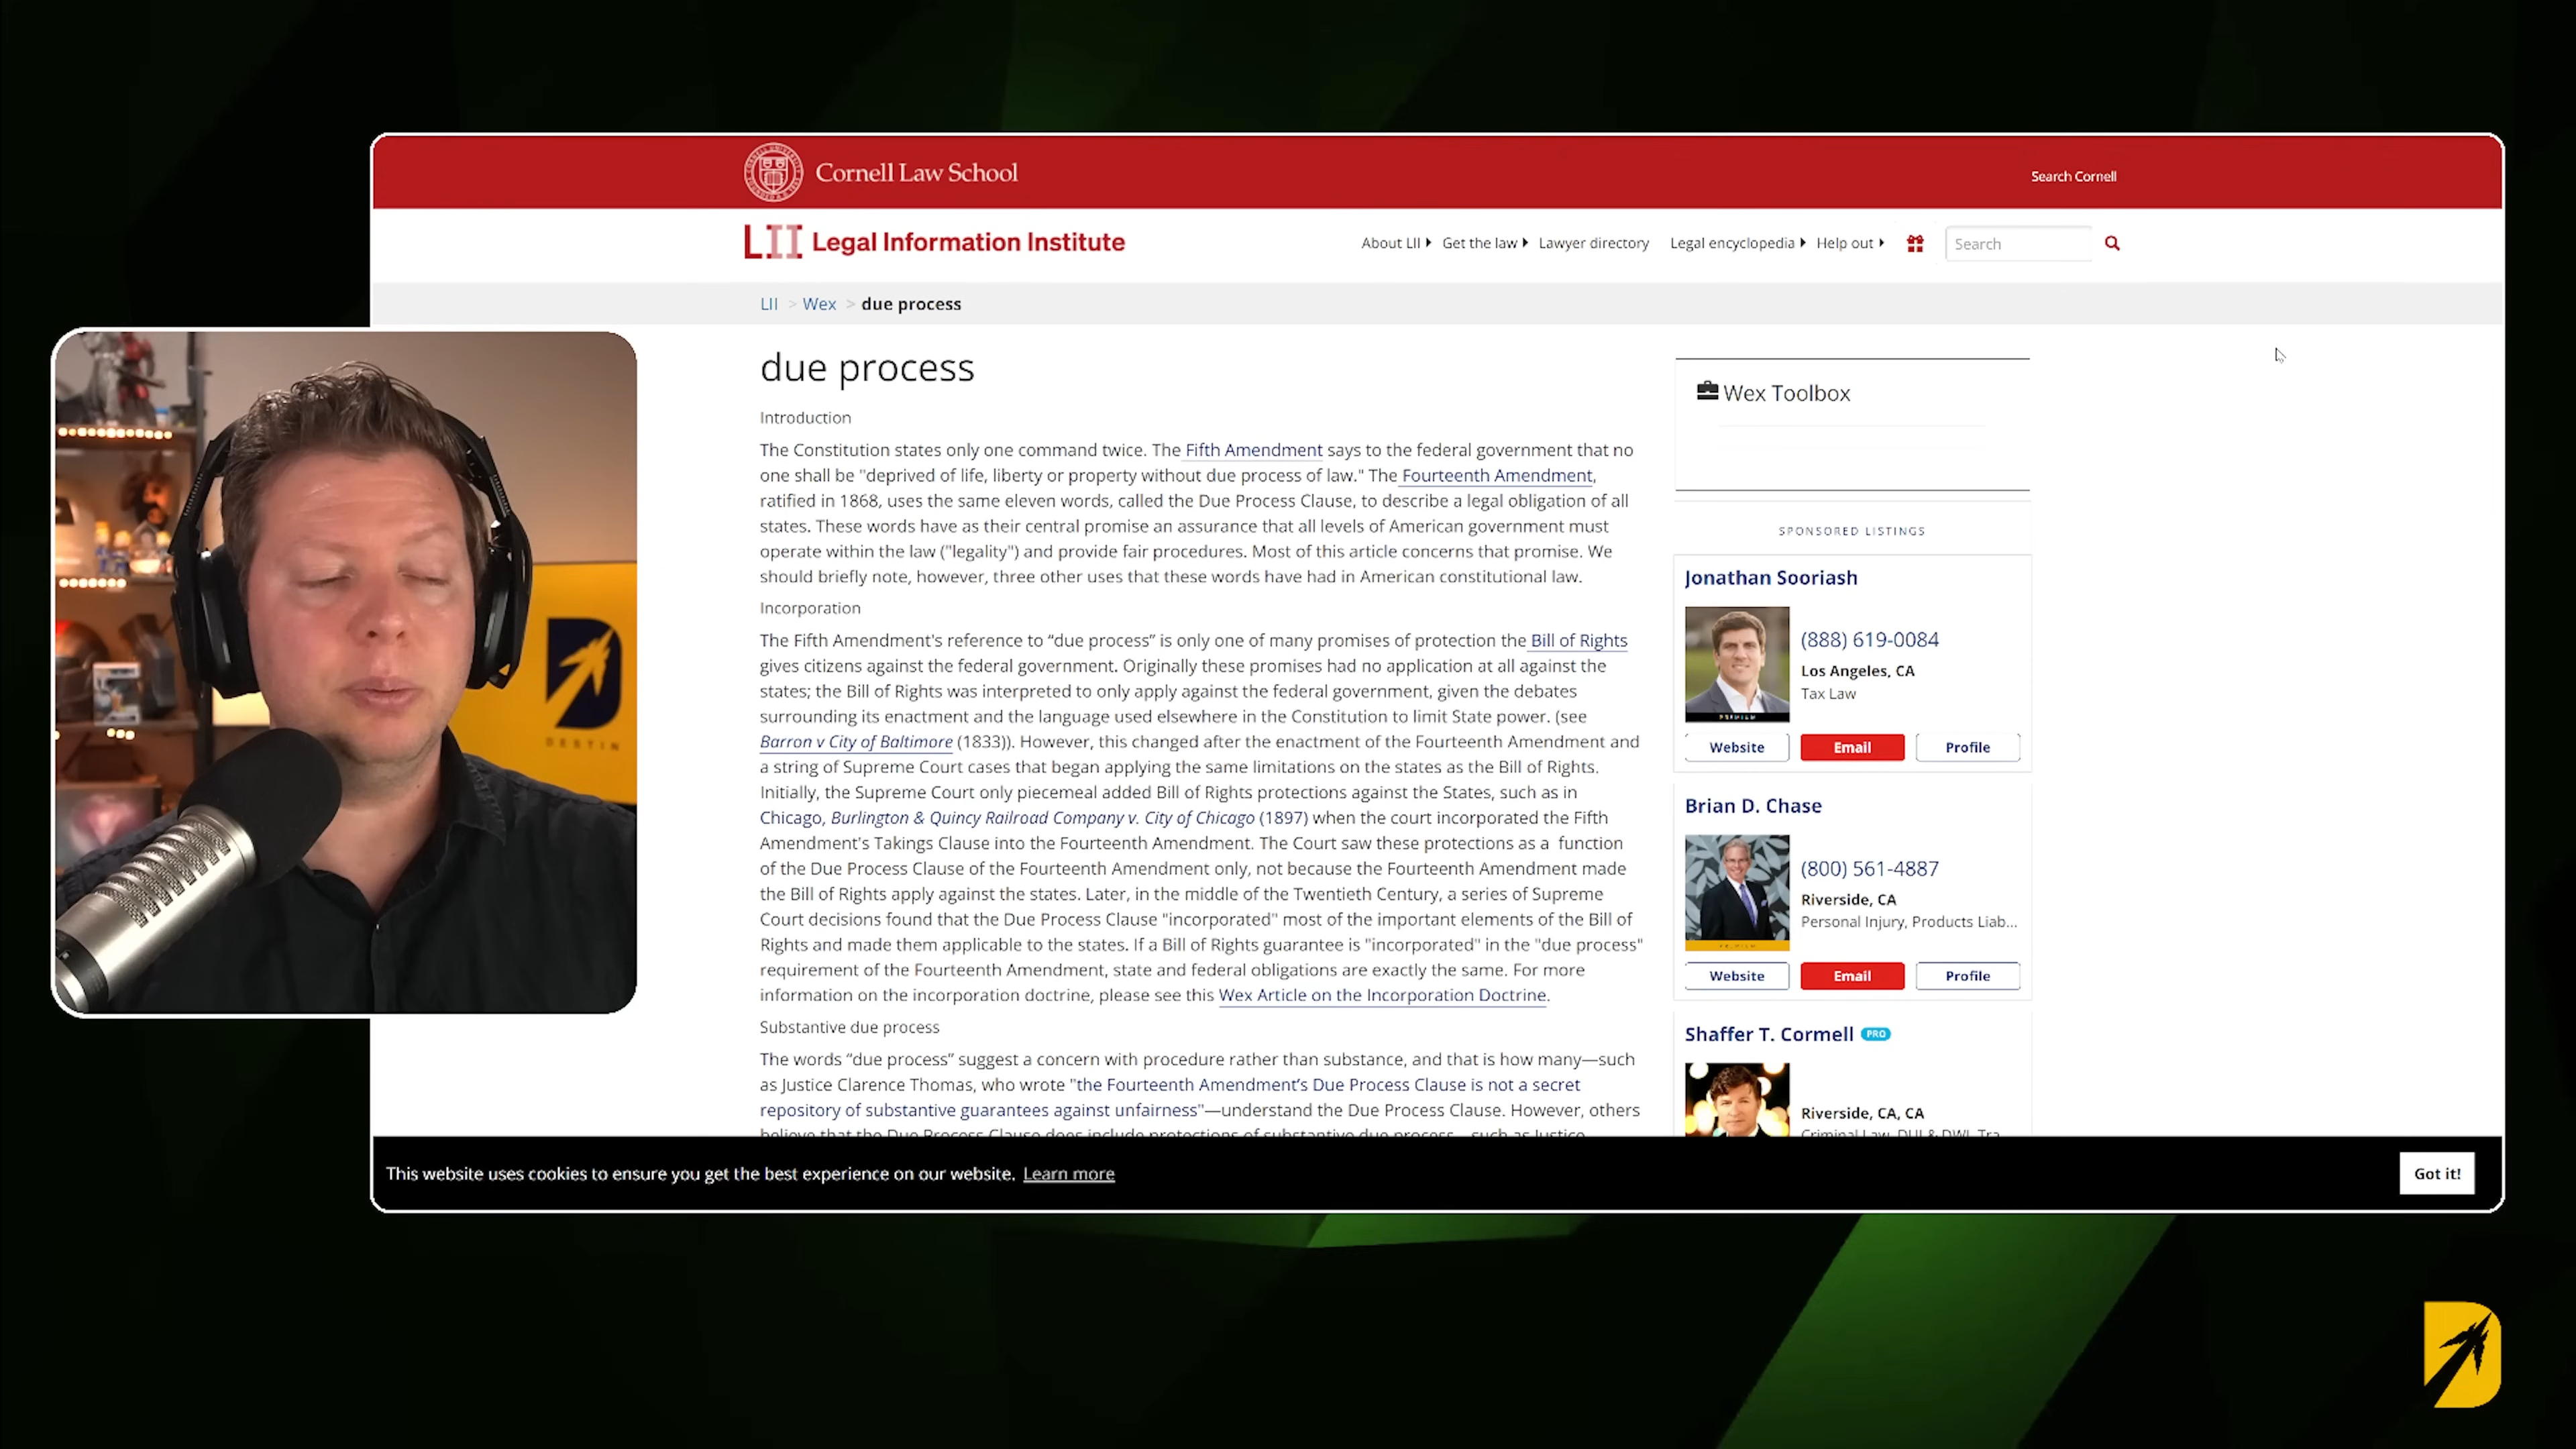 Cornell Law School
Search Cornell
LII Legal Information Institute
About LII
Get the law
Lawyer directory
Legal encyclopedia
Help out
Search
LII > Wex > due process
due process
Introduction
The Constitution states only one command twice. The Fifth Amendment says to the federal government that no
one shall be "deprived of life, liberty or property without due process of law." The Fourteenth Amendment,
ratified in 1868, uses the same eleven words, called the Due Process Clause, to describe a legal obligation of all
states. These words have as their central promise an assurance that all levels of American government must
operate within the law ("legality") and provide fair procedures. Most of this article concerns that promise. We
should briefly note, however, three other uses that these words have had in American constitutional law.
Incorporation
The Fifth Amendment's reference to “due process” is only one of many promises of protection the Bill of Rights
gives citizens against the federal government. Originally these promises had no application at all against the
states; the Bill of Rights was interpreted to only apply against the federal government, given the debates
surrounding its enactment and the language used elsewhere in the Constitution to limit State power. (see
Barron v City of Baltimore (1833)). However, this changed after the enactment of the Fourteenth Amendment and
a string of Supreme Court cases that began applying the same limitations on the states as the Bill of Rights.
Initially, the Supreme Court only piecemeal added Bill of Rights protections against the States, such as in
Chicago, Burlington & Quincy Railroad Company v. City of Chicago (1897) when the court incorporated the Fifth
Amendment's Takings Clause into the Fourteenth Amendment. The Court saw these protections as a function
of the Due Process Clause of the Fourteenth Amendment only, not because the Fourteenth Amendment made
the Bill of Rights apply against the states. Later, in the middle of the Twentieth Century, a series of Supreme
Court decisions found that the Due Process Clause "incorporated" most of the important elements of the Bill of
Rights and made them applicable to the states. If a Bill of Rights guarantee is "incorporated" in the "due process"
requirement of the Fourteenth Amendment, state and federal obligations are exactly the same. For more
information on the incorporation doctrine, please see this Wex Article on the Incorporation Doctrine.
Substantive due process
The words “due process” suggest a concern with procedure rather than substance, and that is how many—such
as Justice Clarence Thomas, who wrote "the Fourteenth Amendment’s Due Process Clause is not a secret
repository of substantive guarantees against unfairness"—understand the Due Process Clause. However, others
believe that the Due Process Clause does include protections of substantive due process—such as Justice
Wex Toolbox
SPONSORED LISTINGS
Jonathan Sooriash
(888) 619-0084
Los Angeles, CA
Tax Law
PREMIUM
Website
Email
Profile
Brian D. Chase
(800) 561-4887
Riverside, CA
Personal Injury, Products Liab...
PREMIUM
Website
Email
Profile
Shaffer T. Cormell PRO
Riverside, CA, CA
Criminal Law, DUI & DWI, Tra...
This website uses cookies to ensure you get the best experience on our website. Learn more
Got it!
DESTIN